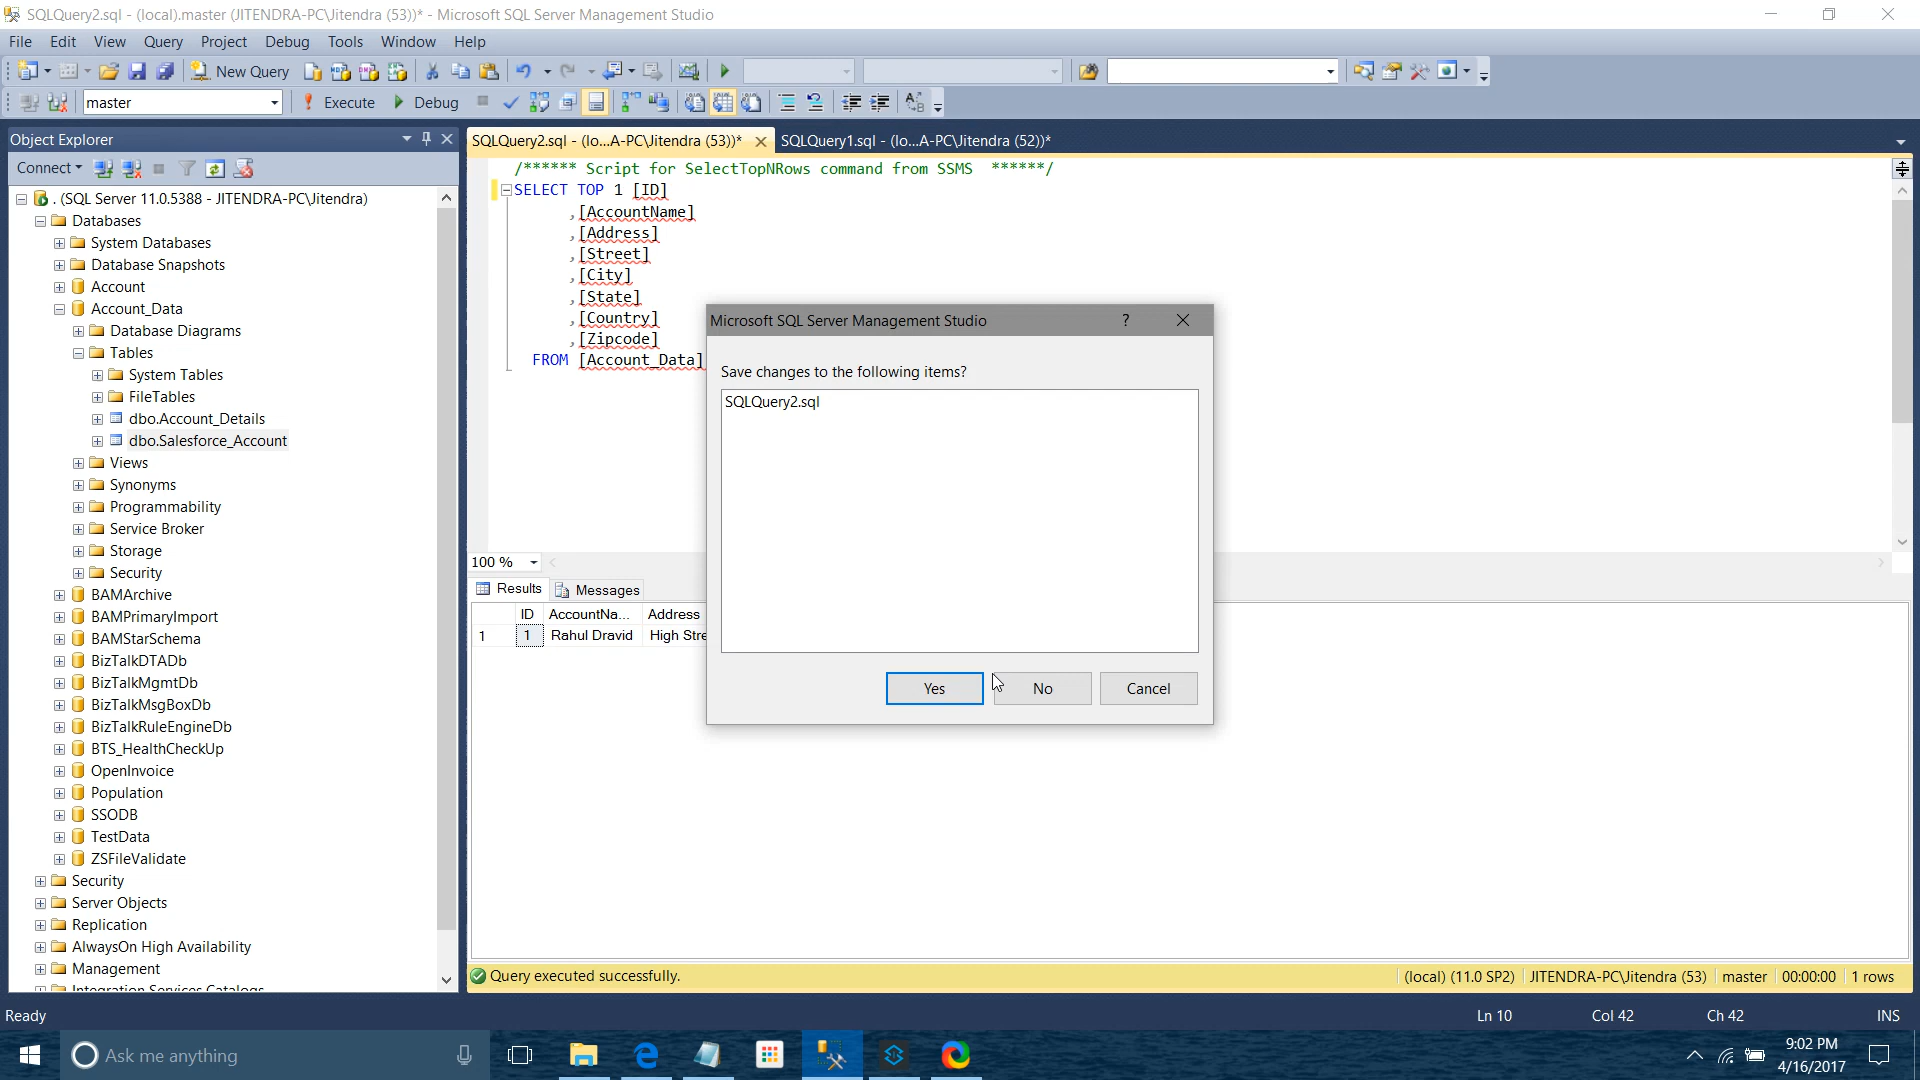 SQLQuery2.sql - (local).master (JITENDRA-PC\Jitendra (53))* - Microsoft SQL Server Management Studio
File Edit View Query Project Debug Tools Window Help
New Query
master Execute Debug
Object Explorer
Connect
. (SQL Server 11.0.5388 - JITENDRA-PC\Jitendra)
Databases
System Databases
Database Snapshots
Account
Account_Data
Database Diagrams
Tables
System Tables
FileTables
dbo.Account_Details
dbo.Salesforce_Account
Views
Synonyms
Programmability
Service Broker
Storage
Security
BAMArchive
BAMPrimaryImport
BAMStarSchema
BizTalkDTADb
BizTalkMgmtDb
BizTalkMsgBoxDb
BizTalkRuleEngineDb
BTS_HealthCheckUp
OpenInvoice
Population
SSODB
TestData
ZSFileValidate
Security
Server Objects
Replication
AlwaysOn High Availability
Management
Integration Services Catalogs
SQLQuery2.sql - (lo...A-PC\Jitendra (53))* SQLQuery1.sql - (lo...A-PC\Jitendra (52))*
/****** Script for SelectTopNRows command from SSMS ******/
SELECT TOP 1 [ID]
,[AccountName]
,[Address]
,[Street]
,[City]
,[State]
,[Country]
,[Zipcode]
FROM [Account_Data]
Microsoft SQL Server Management Studio ?
Save changes to the following items?
SQLQuery2.sql
Yes No Cancel
100 %
Results Messages
ID AccountNa... Address
1 1 Rahul Dravid High Stre
Query executed successfully. (local) (11.0 SP2) JITENDRA-PC\Jitendra (53) master 00:00:00 1 rows
Ready Ln 10 Col 42 Ch 42 INS
Ask me anything
9:02 PM
4/16/2017